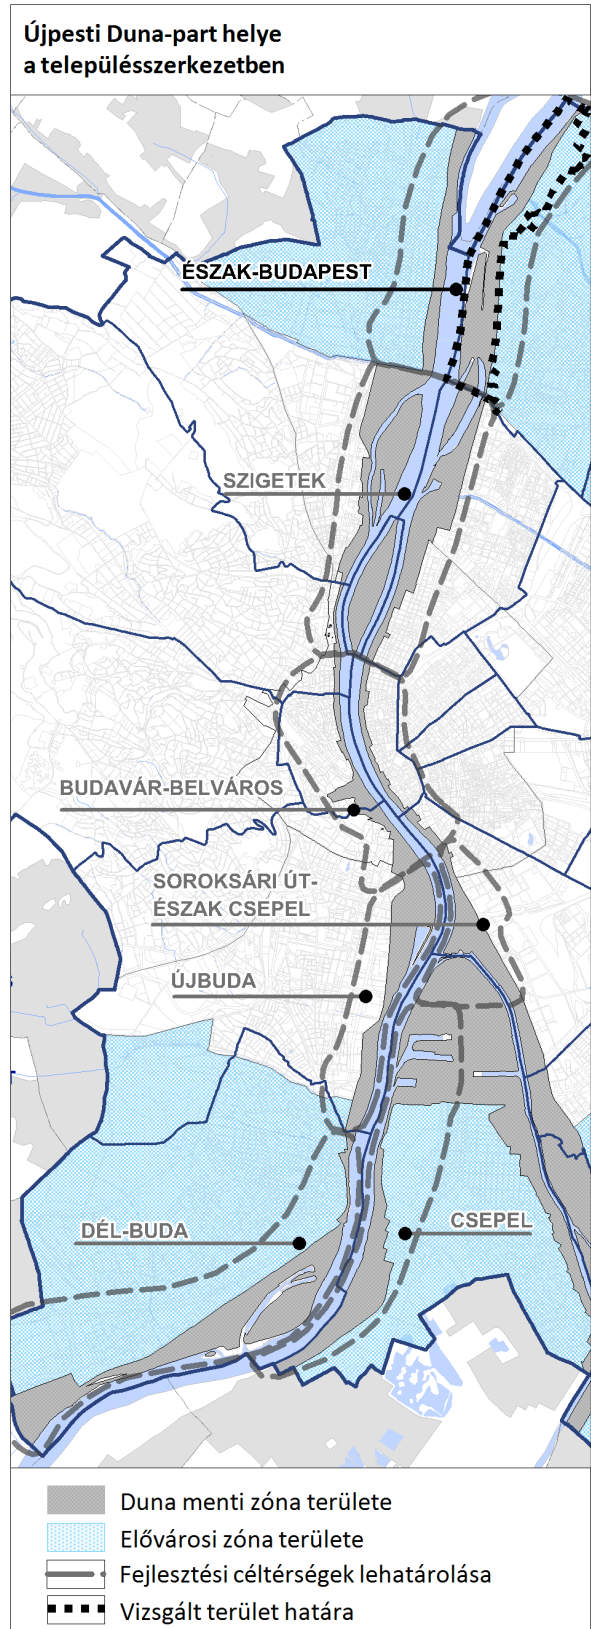 Újpesti Duna-part helye
a településszerkezetben
ÉSZAK-BUDAPEST
SZIGETEK
BUDAVÁR-BELVÁROS
SOROKSÁRI ÚT-
ÉSZAK CSEPEL
ÚJBUDA
DÉL-BUDA
CSEPEL
Duna menti zóna területe
Elővárosi zóna területe
Fejlesztési céltérségek lehatárolása
Vizsgált terület határa